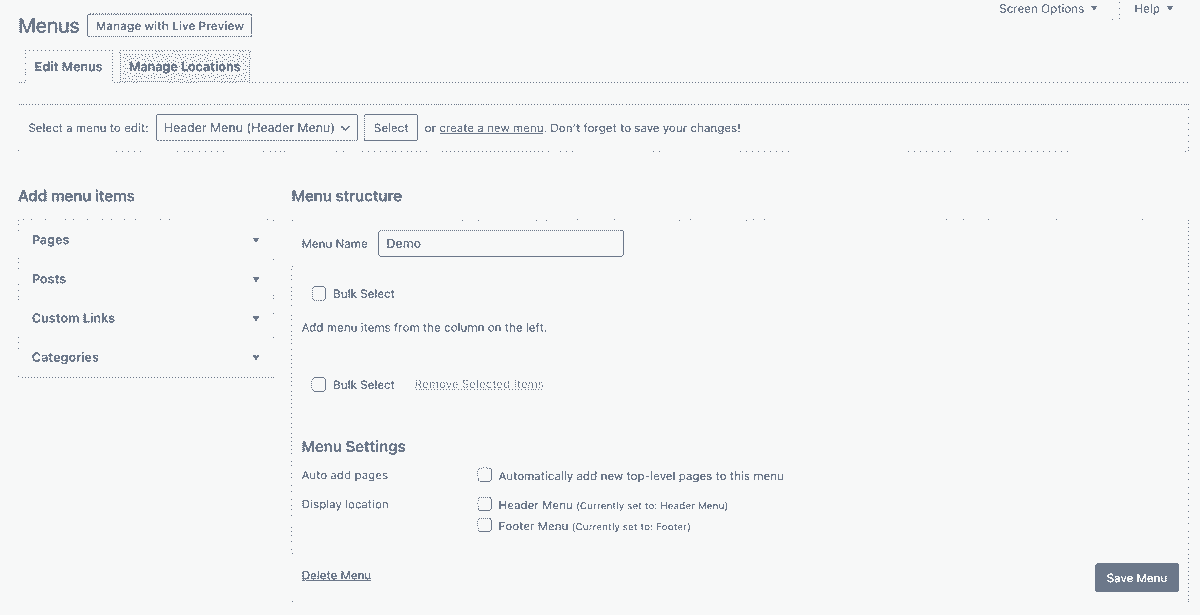 Screen Options Help
Menus Manage with Live Preview
Edit Menus Manage Locations
Select a menu to edit: Header Menu (Header Menu) Select or create a new menu. Don't forget to save your changes!
Add menu items
Pages
Posts
Custom Links
Categories
Menu structure
Menu Name Demo
Bulk Select
Add menu items from the column on the left.
Bulk Select Remove Selected Items
Menu Settings
Auto add pages Automatically add new top-level pages to this menu
Display location Header Menu (Currently set to: Header Menu)
Footer Menu (Currently set to: Footer)
Delete Menu Save Menu